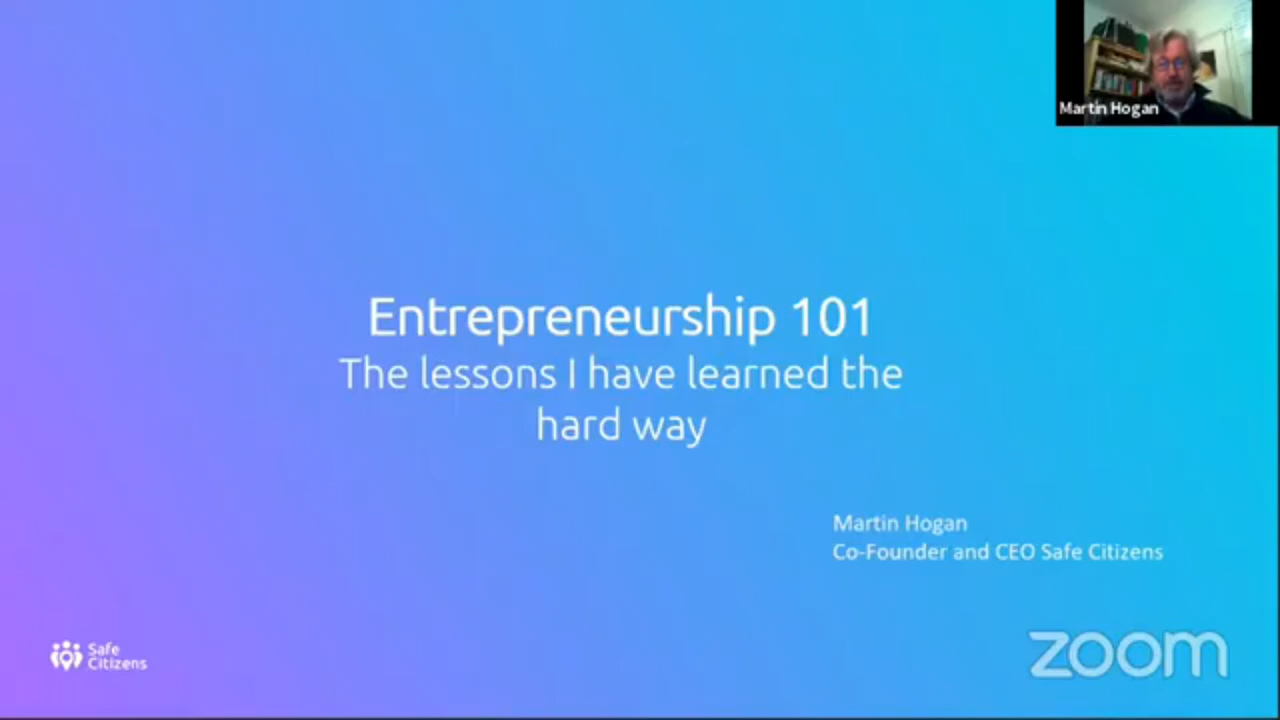 Martin Hogan
Entrepreneurship 101
The lessons I have learned the
hard way
Martin Hogan
Co-Founder and CEO Safe Citizens
Safe
Citizens
zoom